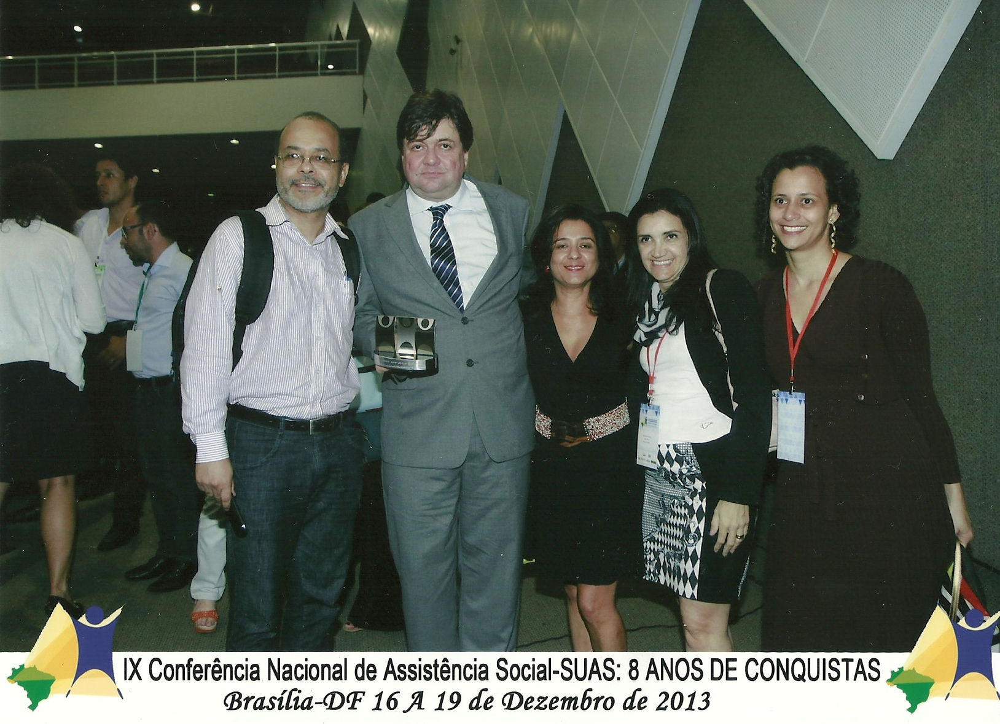 IX Conferência Nacional de Assistência Social-SUAS: 8 ANOS DE CONQUISTAS
Brasília-DF 16 A 19 de Dezembro de 2013